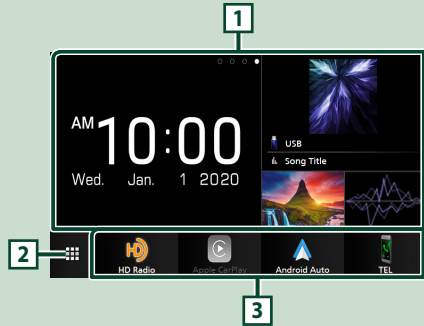 1
AM 10:00
Wed. Jan. 1 2020
USB
Song Title
2
HD Radio
Apple CarPlay
Android Auto
TEL
3